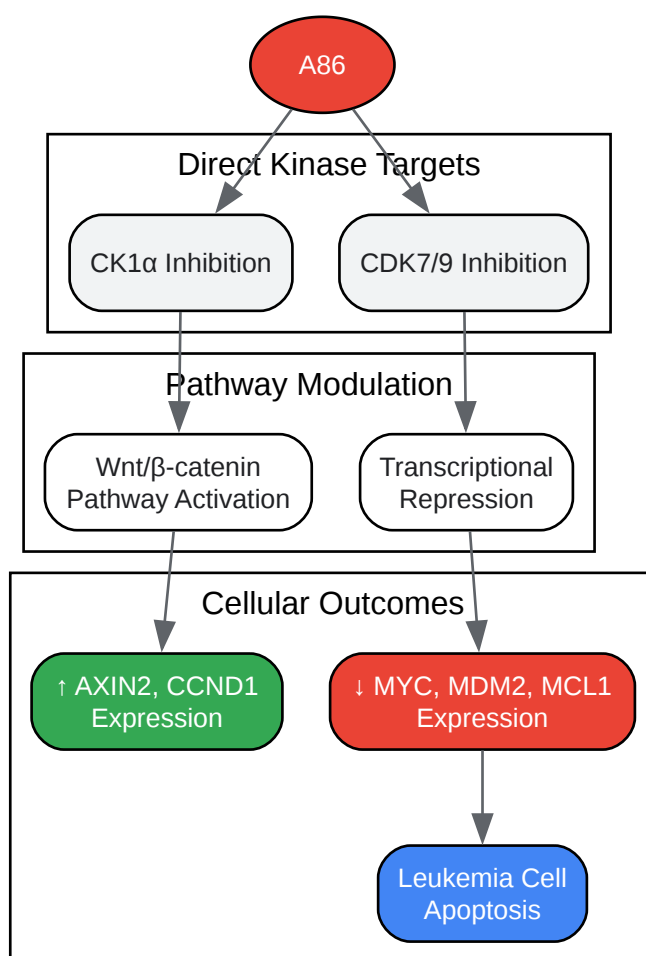 A86
Direct Kinase Targets
CK1α Inhibition
CDK7/9 Inhibition
Pathway Modulation
Wnt/β-catenin
Pathway Activation
Transcriptional
Repression
Cellular Outcomes
↑ AXIN2, CCND1
Expression
↓ MYC, MDM2, MCL1
Expression
Leukemia Cell
Apoptosis